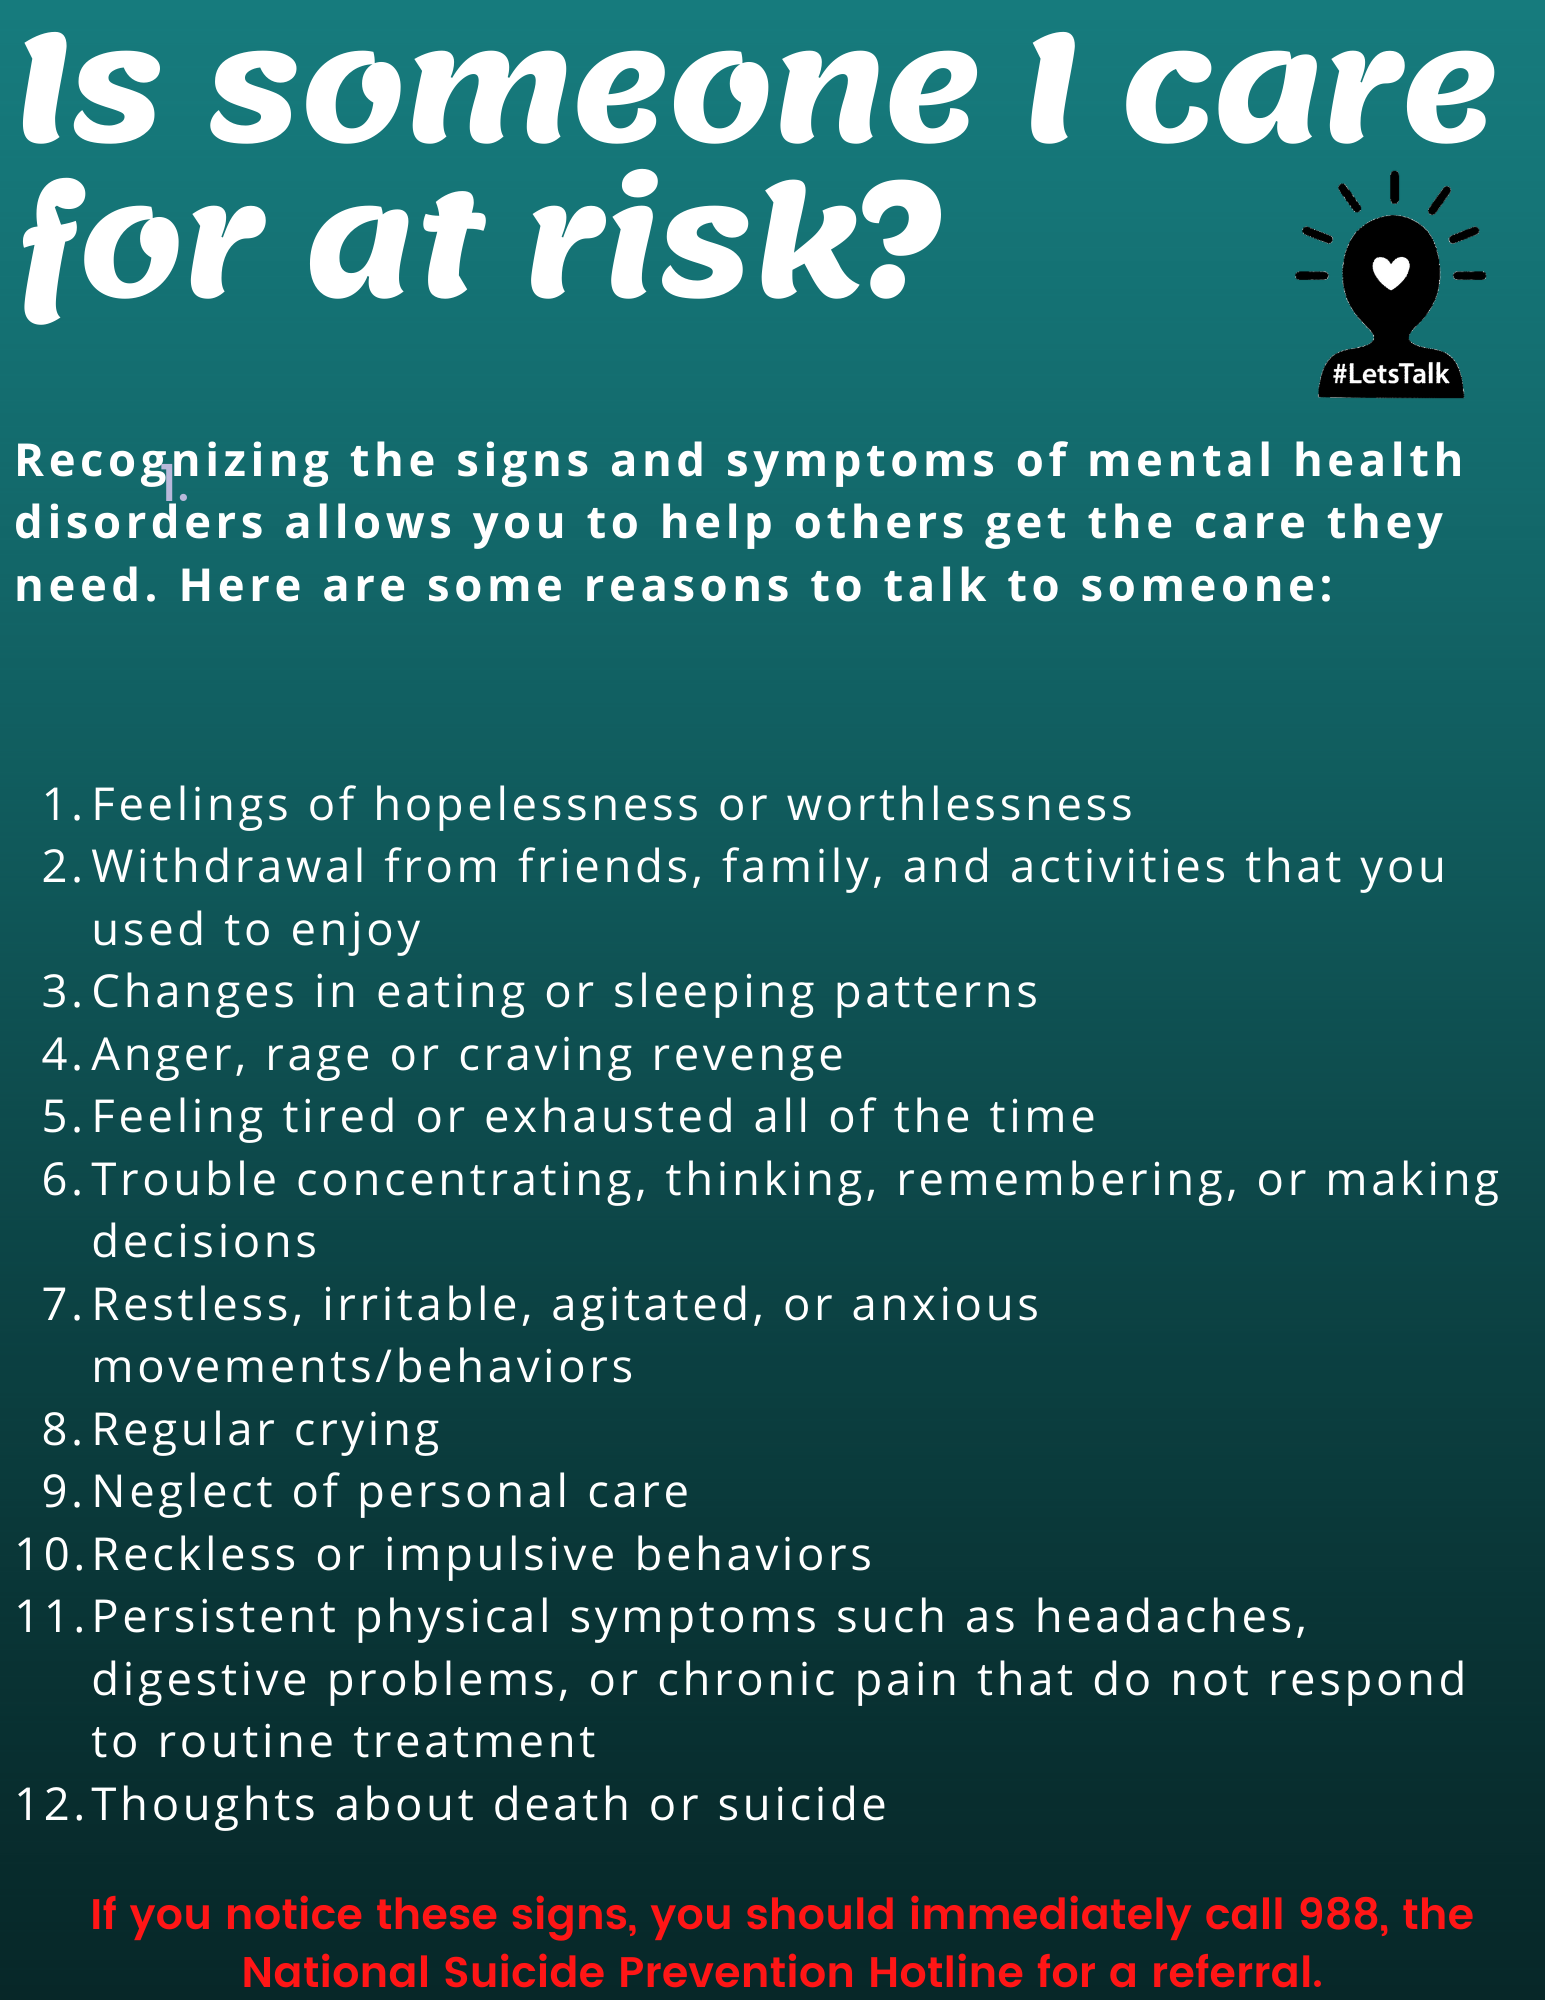 Is someone I care
for at risk?
#LetsTalk
Recognizing the signs and symptoms of mental health
1.
disorders allows you to help others get the care they
need. Here are some reasons to talk to someone:
1. Feelings of hopelessness or worthlessness
2. Withdrawal from friends, family, and activities that you
used to enjoy
3. Changes in eating or sleeping patterns
4. Anger, rage or craving revenge
5. Feeling tired or exhausted all of the time
6. Trouble concentrating, thinking, remembering, or making
decisions
7. Restless, irritable, agitated, or anxious
movements/behaviors
8. Regular crying
9. Neglect of personal care
10. Reckless or impulsive behaviors
11. Persistent physical symptoms such as headaches,
digestive problems, or chronic pain that do not respond
to routine treatment
12. Thoughts about death or suicide
If you notice these signs, you should immediately call 988, the
National Suicide Prevention Hotline for a referral.